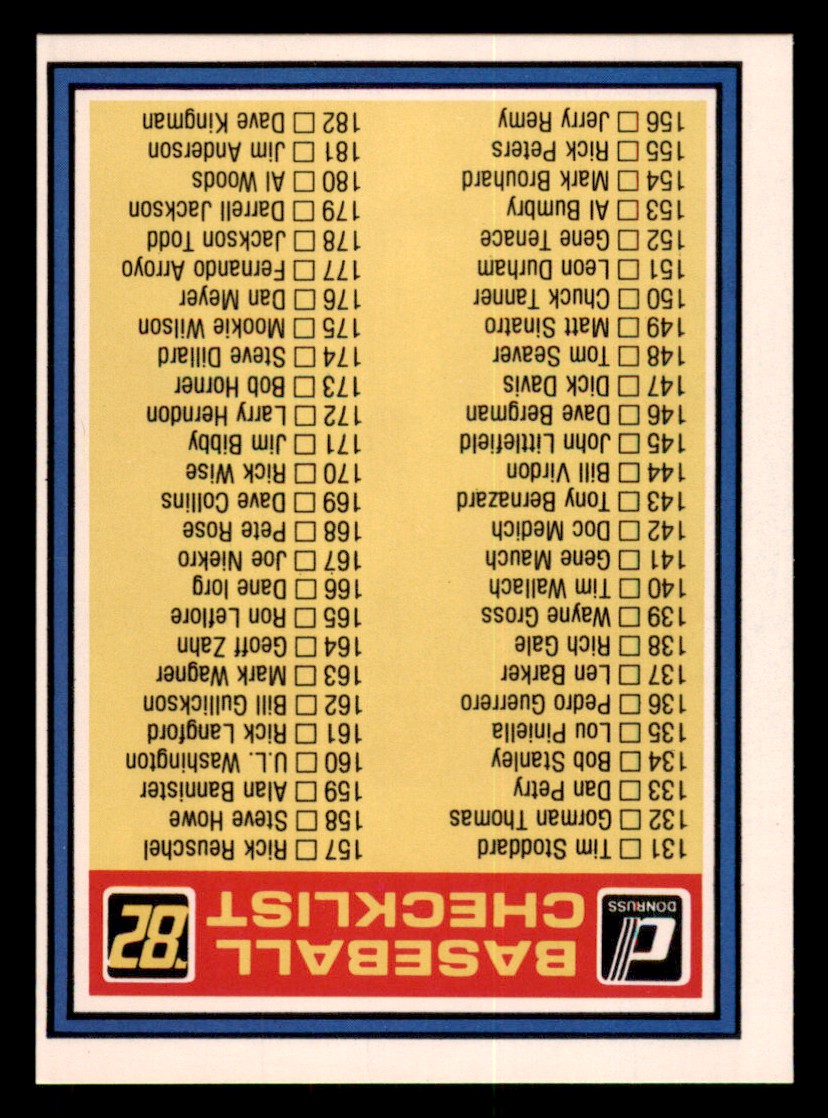 DONRUSS
BASEBALL
CHECKLIST
'82
131 Tim Stoddard
132 Gorman Thomas
133 Dan Petry
134 Bob Stanley
135 Lou Piniella
136 Pedro Guerrero
137 Len Barker
138 Rich Gale
139 Wayne Gross
140 Tim Wallach
141 Gene Mauch
142 Doc Medich
143 Tony Bernazard
144 Bill Virdon
145 John Littlefield
146 Dave Bergman
147 Dick Davis
148 Tom Seaver
149 Matt Sinatro
150 Chuck Tanner
151 Leon Durham
152 Gene Tenace
153 Al Bumbry
154 Mark Brouhard
155 Rick Peters
156 Jerry Remy
157 Rick Reuschel
158 Steve Howe
159 Alan Bannister
160 U.L. Washington
161 Rick Langford
162 Bill Gullickson
163 Mark Wagner
164 Geoff Zahn
165 Ron Leflore
166 Dane Iorg
167 Joe Niekro
168 Pete Rose
169 Dave Collins
170 Rick Wise
171 Jim Bibby
172 Larry Herndon
173 Bob Horner
174 Steve Dillard
175 Mookie Wilson
176 Dan Meyer
177 Fernando Arroyo
178 Jackson Todd
179 Darrell Jackson
180 Al Woods
181 Jim Anderson
182 Dave Kingman